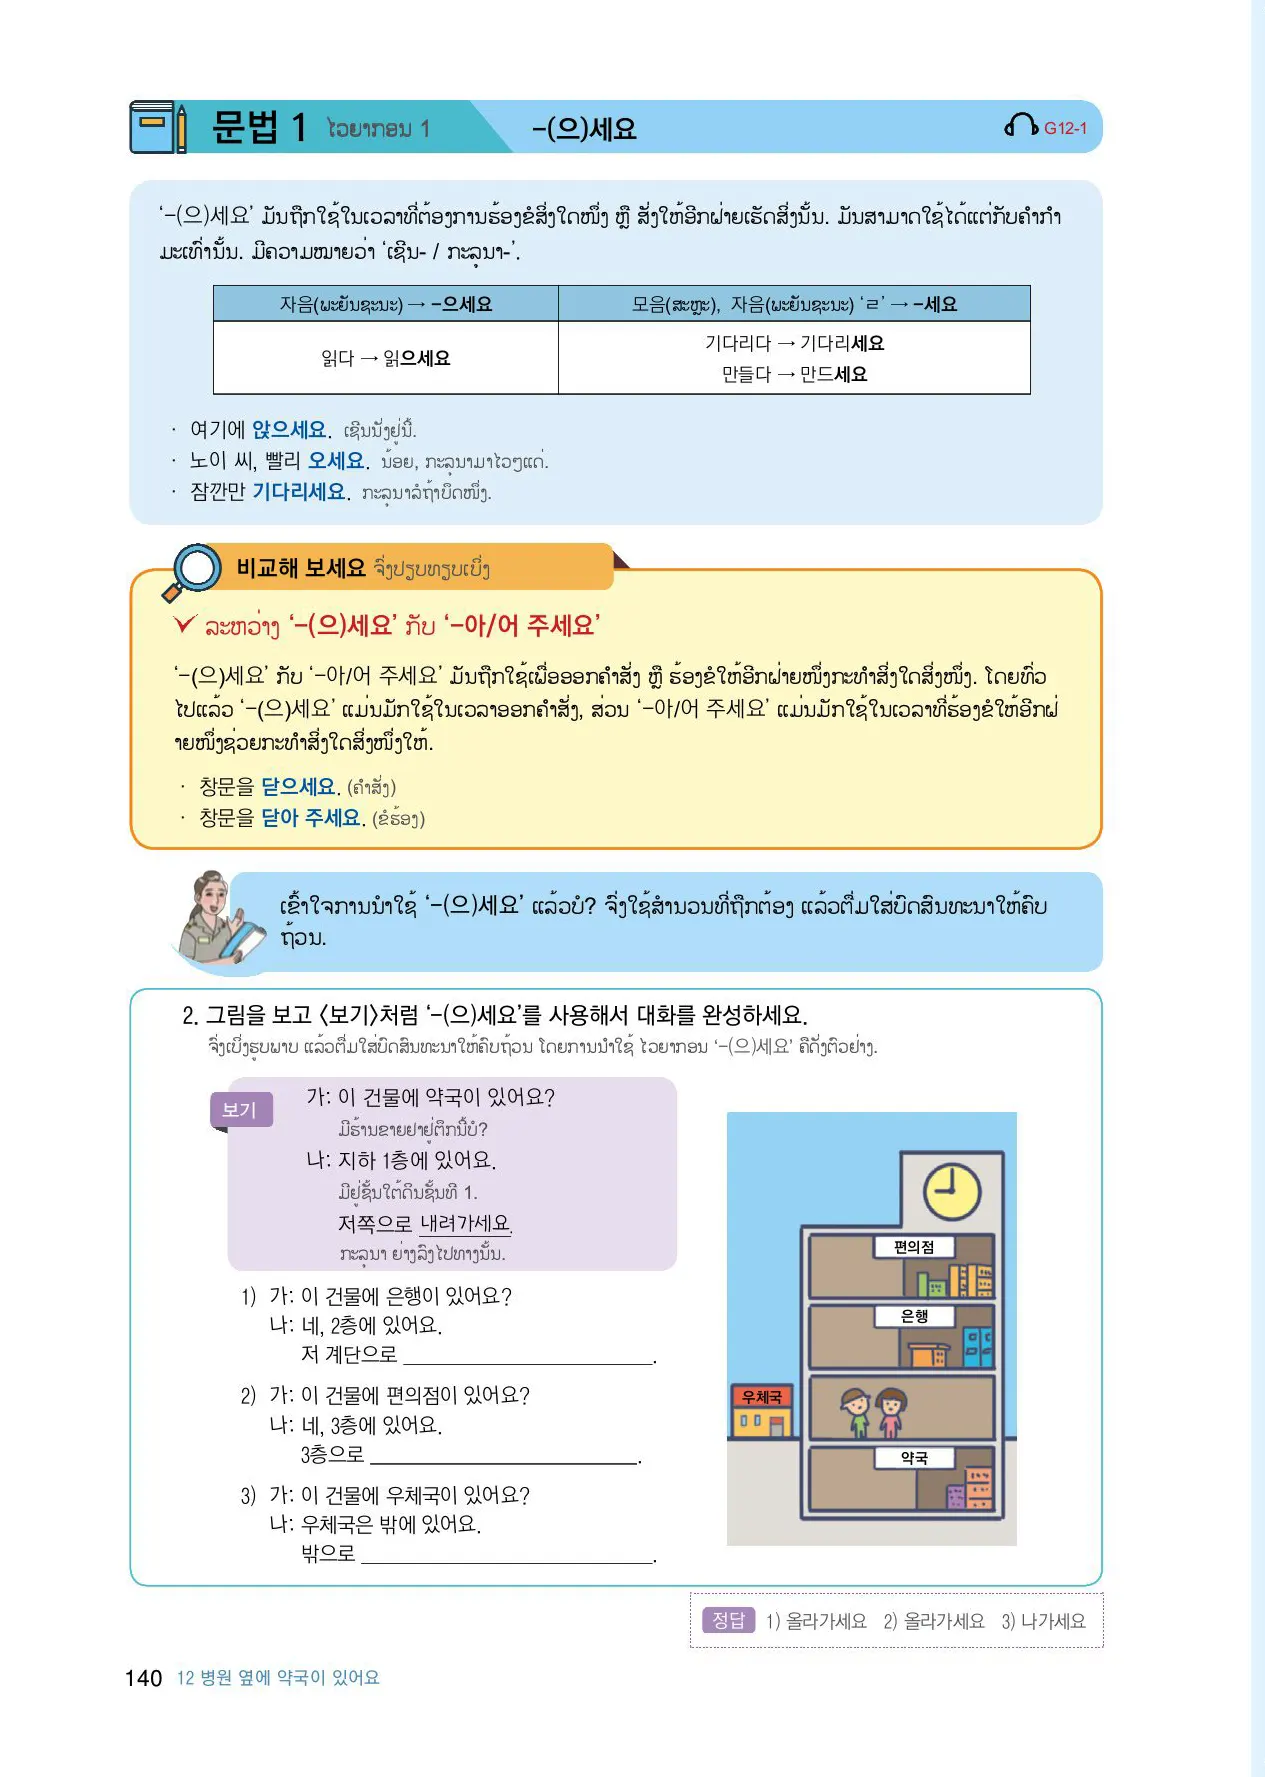 문법 1 ໄວຍາກອນ 1 -(으)세요 G12-1
‘-(으)세요’ ມັນຖືກໃຊ້ໃນເວລາທີ່ຕ້ອງການຮ້ອງຂໍສິ່ງໃດໜຶ່ງ ຫຼື ສັ່ງໃຫ້ອີກຝ່າຍເຮັດສິ່ງນັ້ນ. ມັນສາມາດໃຊ້ໄດ້ແຕ່ກັບຄຳກຳ
ມະເທົ່ານັ້ນ. ມີຄວາມໝາຍວ່າ ‘ເຊີນ- / ກະລຸນາ-’.
자음(ພະຍັນຊະນະ) → -으세요 모음(ສະຫຼະ), 자음(ພະຍັນຊະນະ) ‘ㄹ’ → -세요
읽다 → 읽으세요
기다리다 → 기다리세요
만들다 → 만드세요
· 여기에 앉으세요. ເຊີນນັ່ງຢູ່ນີ້.
· 노이 씨, 빨리 오세요. ນ້ອຍ, ກະລຸນາມາໄວໆແດ່.
· 잠깐만 기다리세요. ກະລຸນາລໍຖ້າບຶດໜຶ່ງ.
비교해 보세요 ຈົ່ງປຽບທຽບເບິ່ງ
ລະຫວ່າງ ‘-(으)세요’ ກັບ ‘-아/어 주세요’
‘-(으)세요’ ກັບ ‘-아/어 주세요’ ມັນຖືກໃຊ້ເພື່ອອອກຄຳສັ່ງ ຫຼື ຮ້ອງຂໍໃຫ້ອີກຝ່າຍໜຶ່ງກະທຳສິ່ງໃດສິ່ງໜຶ່ງ. ໂດຍທົ່ວ
ໄປແລ້ວ ‘-(으)세요’ ແມ່ນມັກໃຊ້ໃນເວລາອອກຄຳສັ່ງ, ສ່ວນ ‘-아/어 주세요’ ແມ່ນມັກໃຊ້ໃນເວລາທີ່ຮ້ອງຂໍໃຫ້ອີກຝ່
າຍໜຶ່ງຊ່ວຍກະທຳສິ່ງໃດສິ່ງໜຶ່ງໃຫ້.
· 창문을 닫으세요. (ຄຳສັ່ງ)
· 창문을 닫아 주세요. (ຂໍຮ້ອງ)
ເຂົ້າໃຈການນຳໃຊ້ ‘-(으)세요’ ແລ້ວບໍ? ຈົ່ງໃຊ້ສຳນວນທີ່ຖືກຕ້ອງ ແລ້ວຕື່ມໃສ່ບົດສົນທະນາໃຫ້ຄົບ
ຖ້ວນ.
2. 그림을 보고 〈보기〉처럼 ‘-(으)세요’를 사용해서 대화를 완성하세요.
ຈົ່ງເບິ່ງຮູບພາບ ແລ້ວຕື່ມໃສ່ບົດສົນທະນາໃຫ້ຄົບຖ້ວນ ໂດຍການນຳໃຊ້ ໄວຍາກອນ ‘-(으)세요’ ຄືດັ່ງຕົວຢ່າງ.
보기
가: 이 건물에 약국이 있어요?
ມີຮ້ານຂາຍຢາຢູ່ຕຶກນີ້ບໍ?
나: 지하 1층에 있어요.
ມີຢູ່ຊັ້ນໃຕ້ດິນຊັ້ນທີ 1.
저쪽으로 내려가세요.
ກະລຸນາ ຍ່າງລົງໄປທາງນັ້ນ.
1) 가: 이 건물에 은행이 있어요?
나: 네, 2층에 있어요.
저 계단으로 ____________.
2) 가: 이 건물에 편의점이 있어요?
나: 네, 3층에 있어요.
3층으로 ____________.
3) 가: 이 건물에 우체국이 있어요?
나: 우체국은 밖에 있어요.
밖으로 ____________.
편의점
은행
우체국
약국
정답 1) 올라가세요 2) 올라가세요 3) 나가세요
140 12 병원 옆에 약국이 있어요